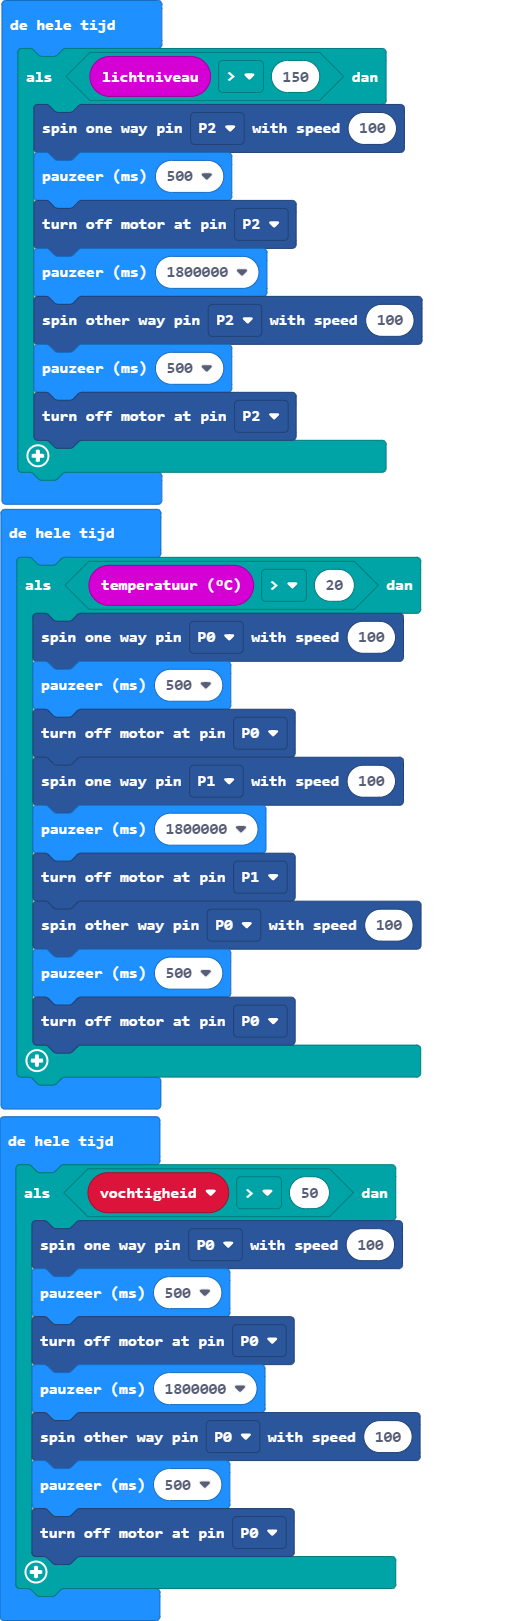 de hele tijd
als lichtniveau > 150 dan
spin one way pin P2 with speed 100
pauzeer (ms) 500
turn off motor at pin P2
pauzeer (ms) 1800000
spin other way pin P2 with speed 100
pauzeer (ms) 500
turn off motor at pin P2
de hele tijd
als temperatuur (ºC) > 20 dan
spin one way pin P0 with speed 100
pauzeer (ms) 500
turn off motor at pin P0
spin one way pin P1 with speed 100
pauzeer (ms) 1800000
turn off motor at pin P1
spin other way pin P0 with speed 100
pauzeer (ms) 500
turn off motor at pin P0
de hele tijd
als vochtigheid > 50 dan
spin one way pin P0 with speed 100
pauzeer (ms) 500
turn off motor at pin P0
pauzeer (ms) 1800000
spin other way pin P0 with speed 100
pauzeer (ms) 500
turn off motor at pin P0